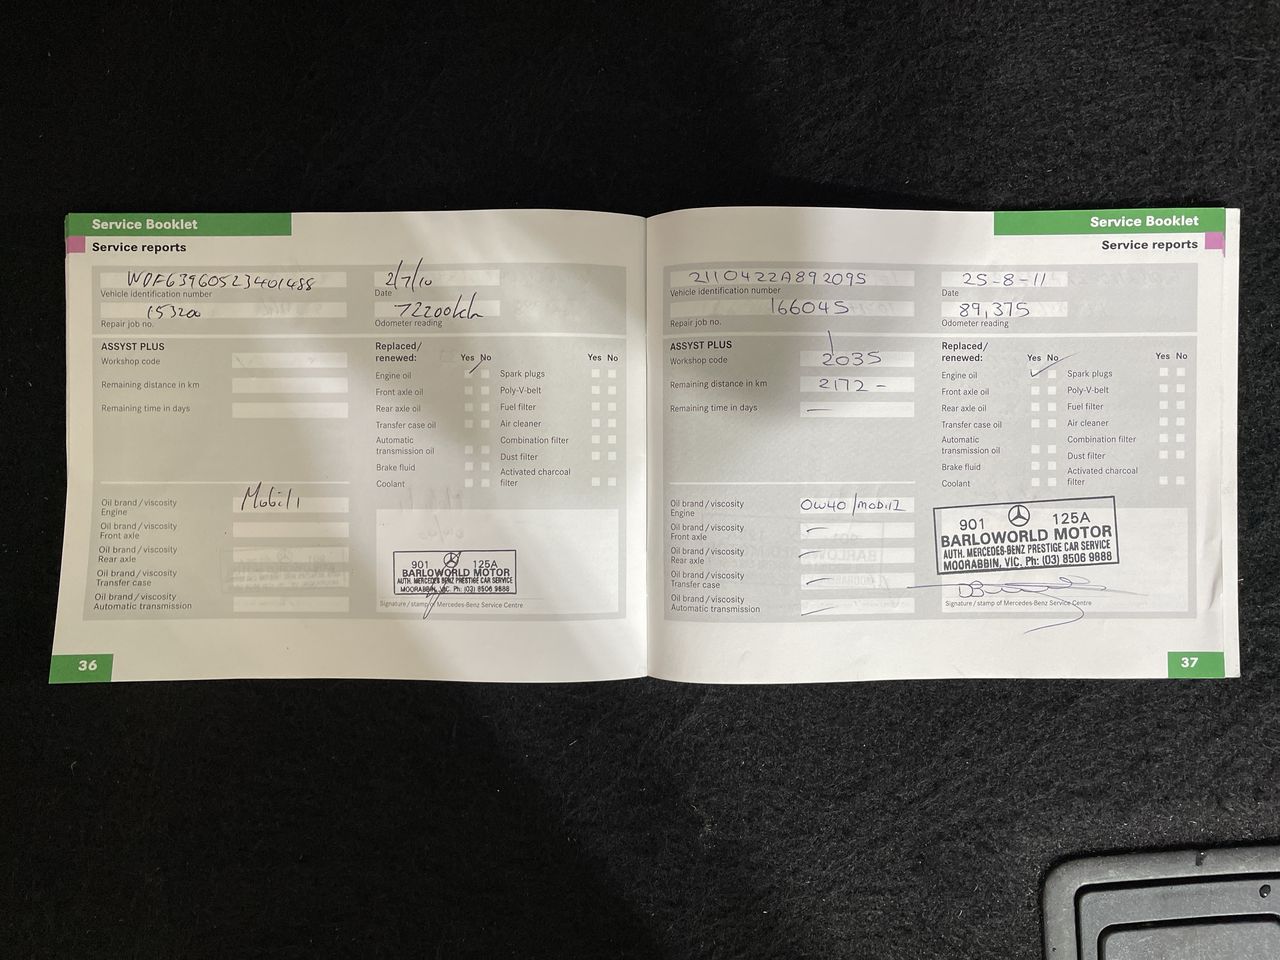 Service Booklet
Service reports
WDF63960523401488
Vehicle identification number
2/7/10
Date
153200
Repair job no.
72200kh
Odometer reading
ASSYST PLUS
Workshop code
Remaining distance in km
Remaining time in days
Replaced/
renewed:
Yes No
Yes No
Engine oil
Front axle oil
Rear axle oil
Transfer case oil
Automatic
transmission oil
Brake fluid
Coolant
Spark plugs
Poly-V-belt
Fuel filter
Air cleaner
Combination filter
Dust filter
Activated charcoal
filter
Oil brand/viscosity
Engine
Mobil 1
Oil brand/viscosity
Front axle
Oil brand/viscosity
Rear axle
Oil brand/viscosity
Transfer case
Oil brand/viscosity
Automatic transmission
901 125A
BARLOWORLD MOTOR
AUTH. MERCEDES-BENZ PRESTIGE CAR SERVICE
MOORABBIN, VIC. Ph: (03) 8506 9888
Signature/stamp of Mercedes-Benz Service Centre
36
Service Booklet
Service reports
2110422A892095
Vehicle identification number
25-8-11
Date
166045
Repair job no.
89,375
Odometer reading
ASSYST PLUS
Workshop code
2035
Remaining distance in km
2172 -
Remaining time in days
Replaced/
renewed:
Yes No
Yes No
Engine oil
Front axle oil
Rear axle oil
Transfer case oil
Automatic
transmission oil
Brake fluid
Coolant
Spark plugs
Poly-V-belt
Fuel filter
Air cleaner
Combination filter
Dust filter
Activated charcoal
filter
Oil brand/viscosity
Engine
0W40/mobil1
Oil brand/viscosity
Front axle
Oil brand/viscosity
Rear axle
Oil brand/viscosity
Transfer case
Oil brand/viscosity
Automatic transmission
901 125A
BARLOWORLD MOTOR
AUTH. MERCEDES-BENZ PRESTIGE CAR SERVICE
MOORABBIN, VIC. Ph: (03) 8506 9888
Signature/stamp of Mercedes-Benz Service Centre
37